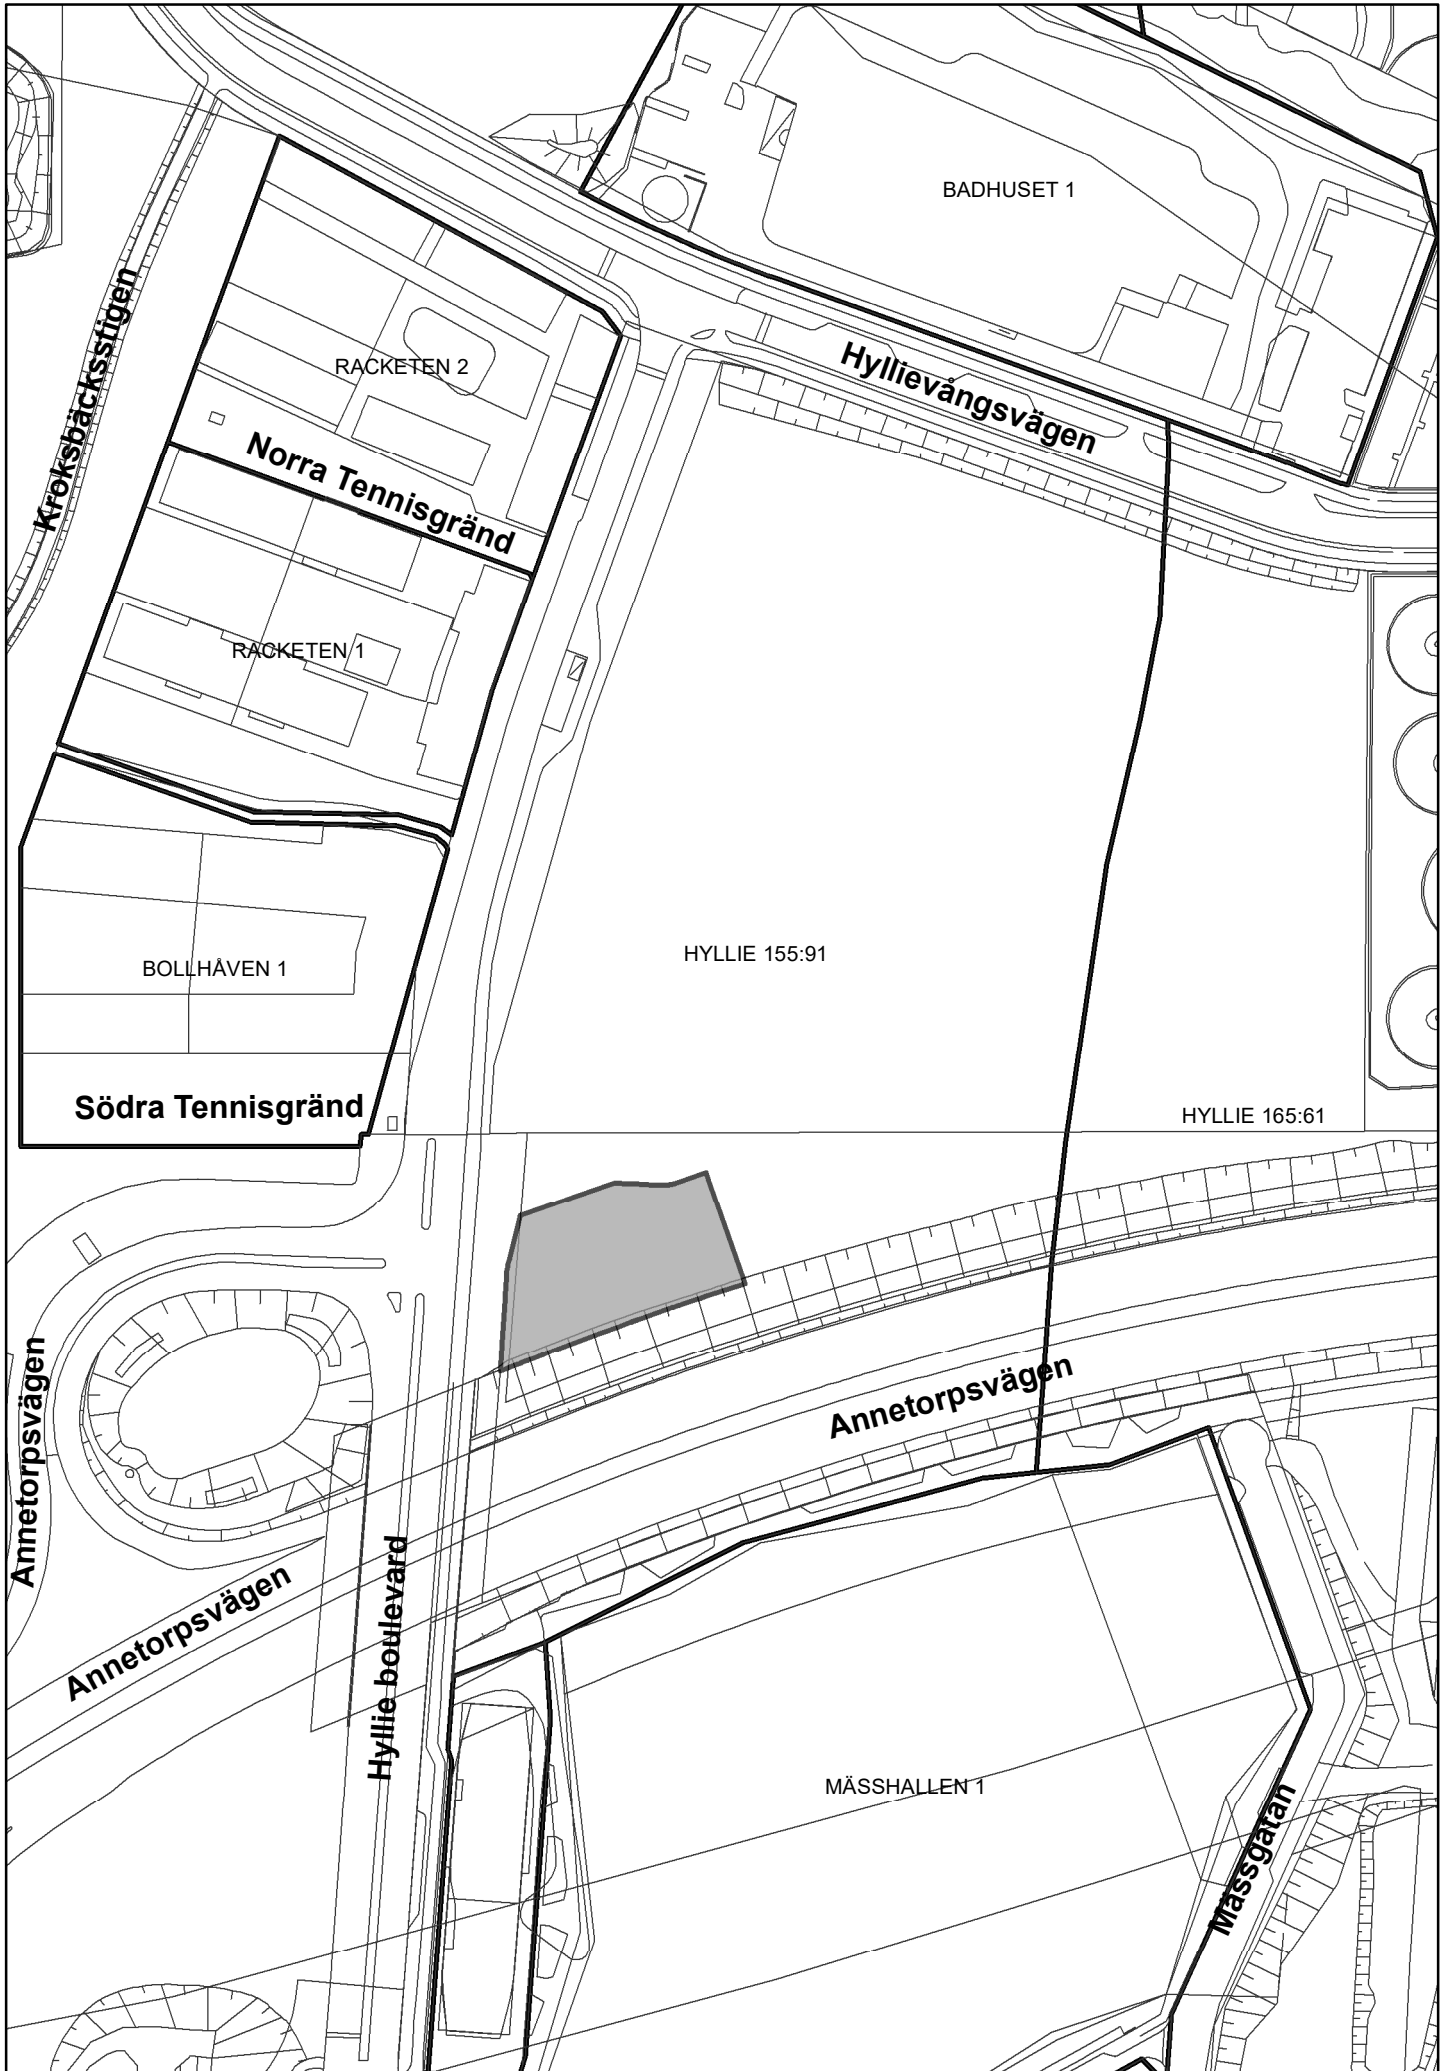 BADHUSET 1
Kroksbäcksstigen
RACKETEN 2
Hyllievångsvägen
Norra Tennisgränd
RACKETEN 1
HYLLIE 155:91
BOLLHÅVEN 1
Södra Tennisgränd
HYLLIE 165:61
Annetorpsvägen
Annetorpsvägen
Annetorpsvägen
Hyllie boulevard
MÄSSHALLEN 1
Mässgatan